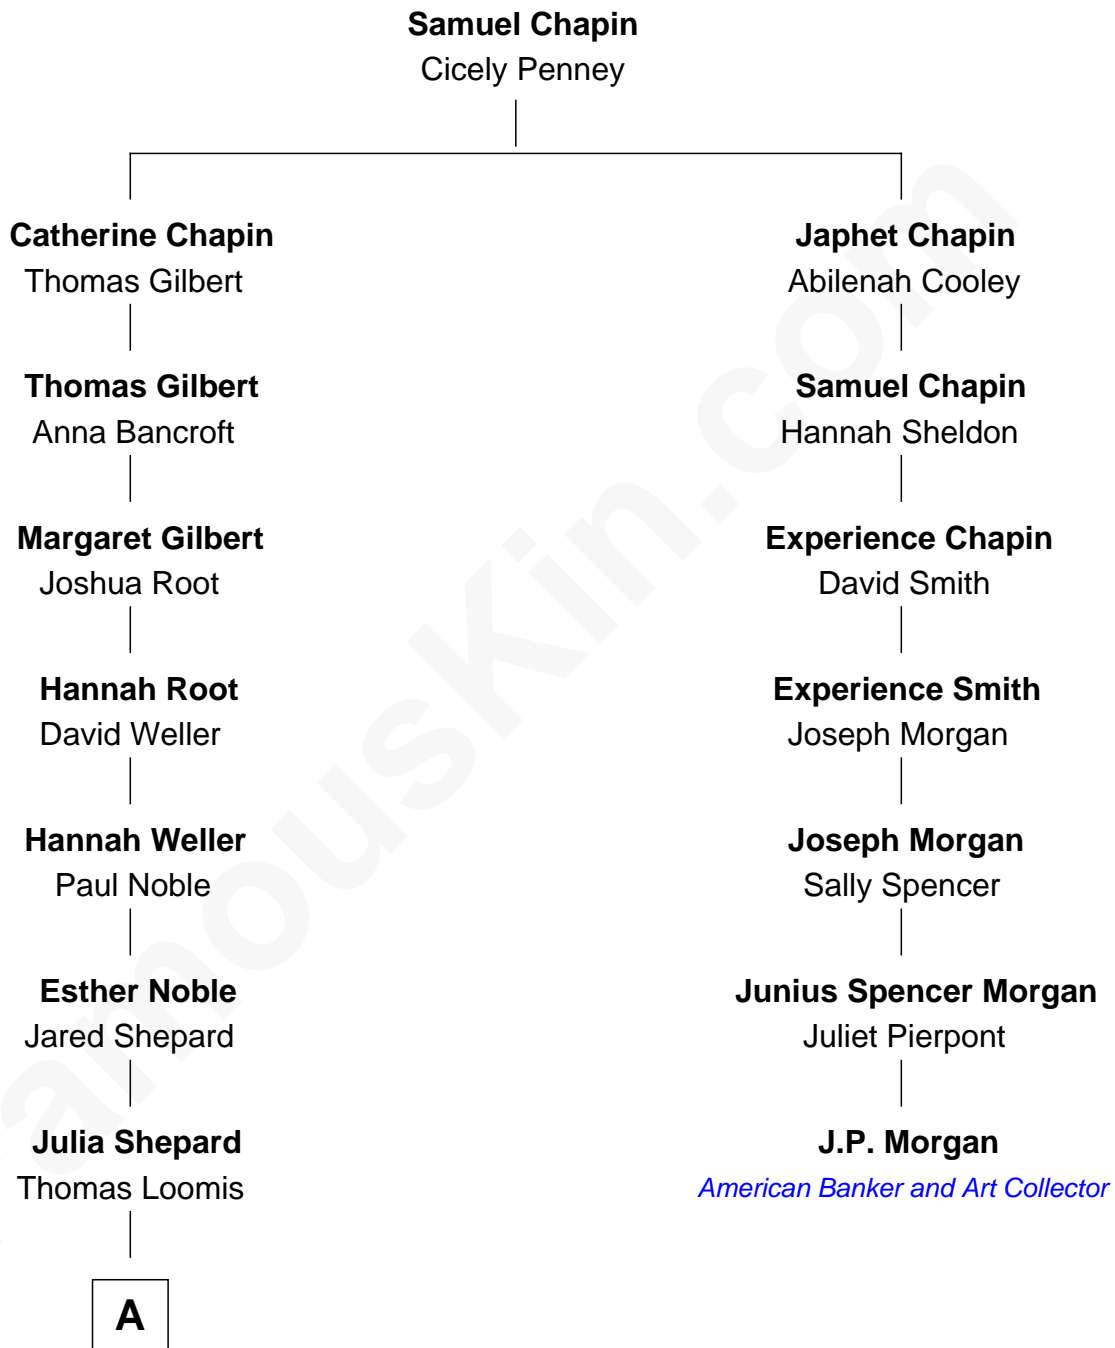 Samuel Chapin
Cicely Penney
Catherine Chapin
Thomas Gilbert
Japhet Chapin
Abilenah Cooley
Thomas Gilbert
Anna Bancroft
Samuel Chapin
Hannah Sheldon
Margaret Gilbert
Joshua Root
Experience Chapin
David Smith
Hannah Root
David Weller
Experience Smith
Joseph Morgan
Hannah Weller
Paul Noble
Joseph Morgan
Sally Spencer
Esther Noble
Jared Shepard
Junius Spencer Morgan
Juliet Pierpont
Julia Shepard
Thomas Loomis
J.P. Morgan
American Banker and Art Collector
A
amousKin.com